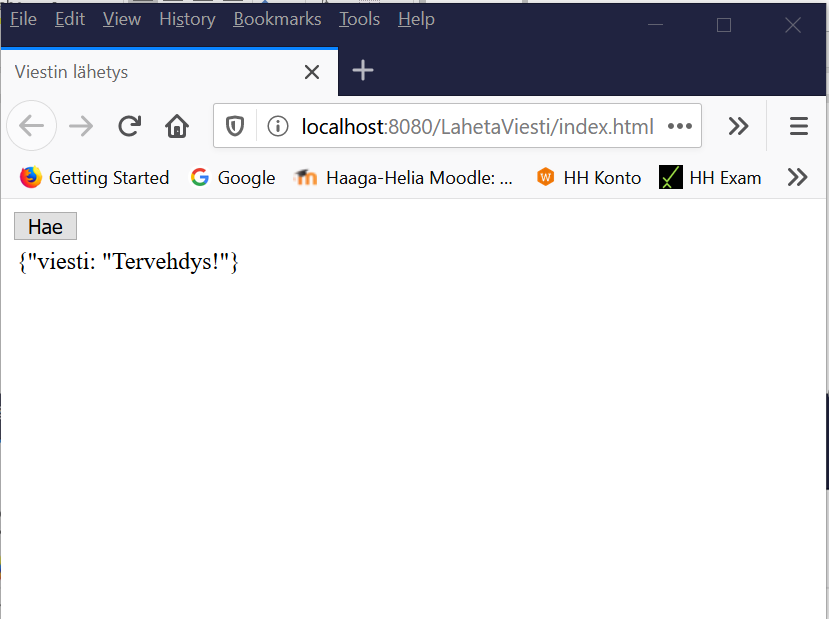 File Edit View History Bookmarks Tools Help
Viestin lähetys
localhost:8080/LahetaViesti/index.html
Getting Started Google Haaga-Helia Moodle: ... HH Konto HH Exam
Hae
{"viesti: "Tervehdys!"}